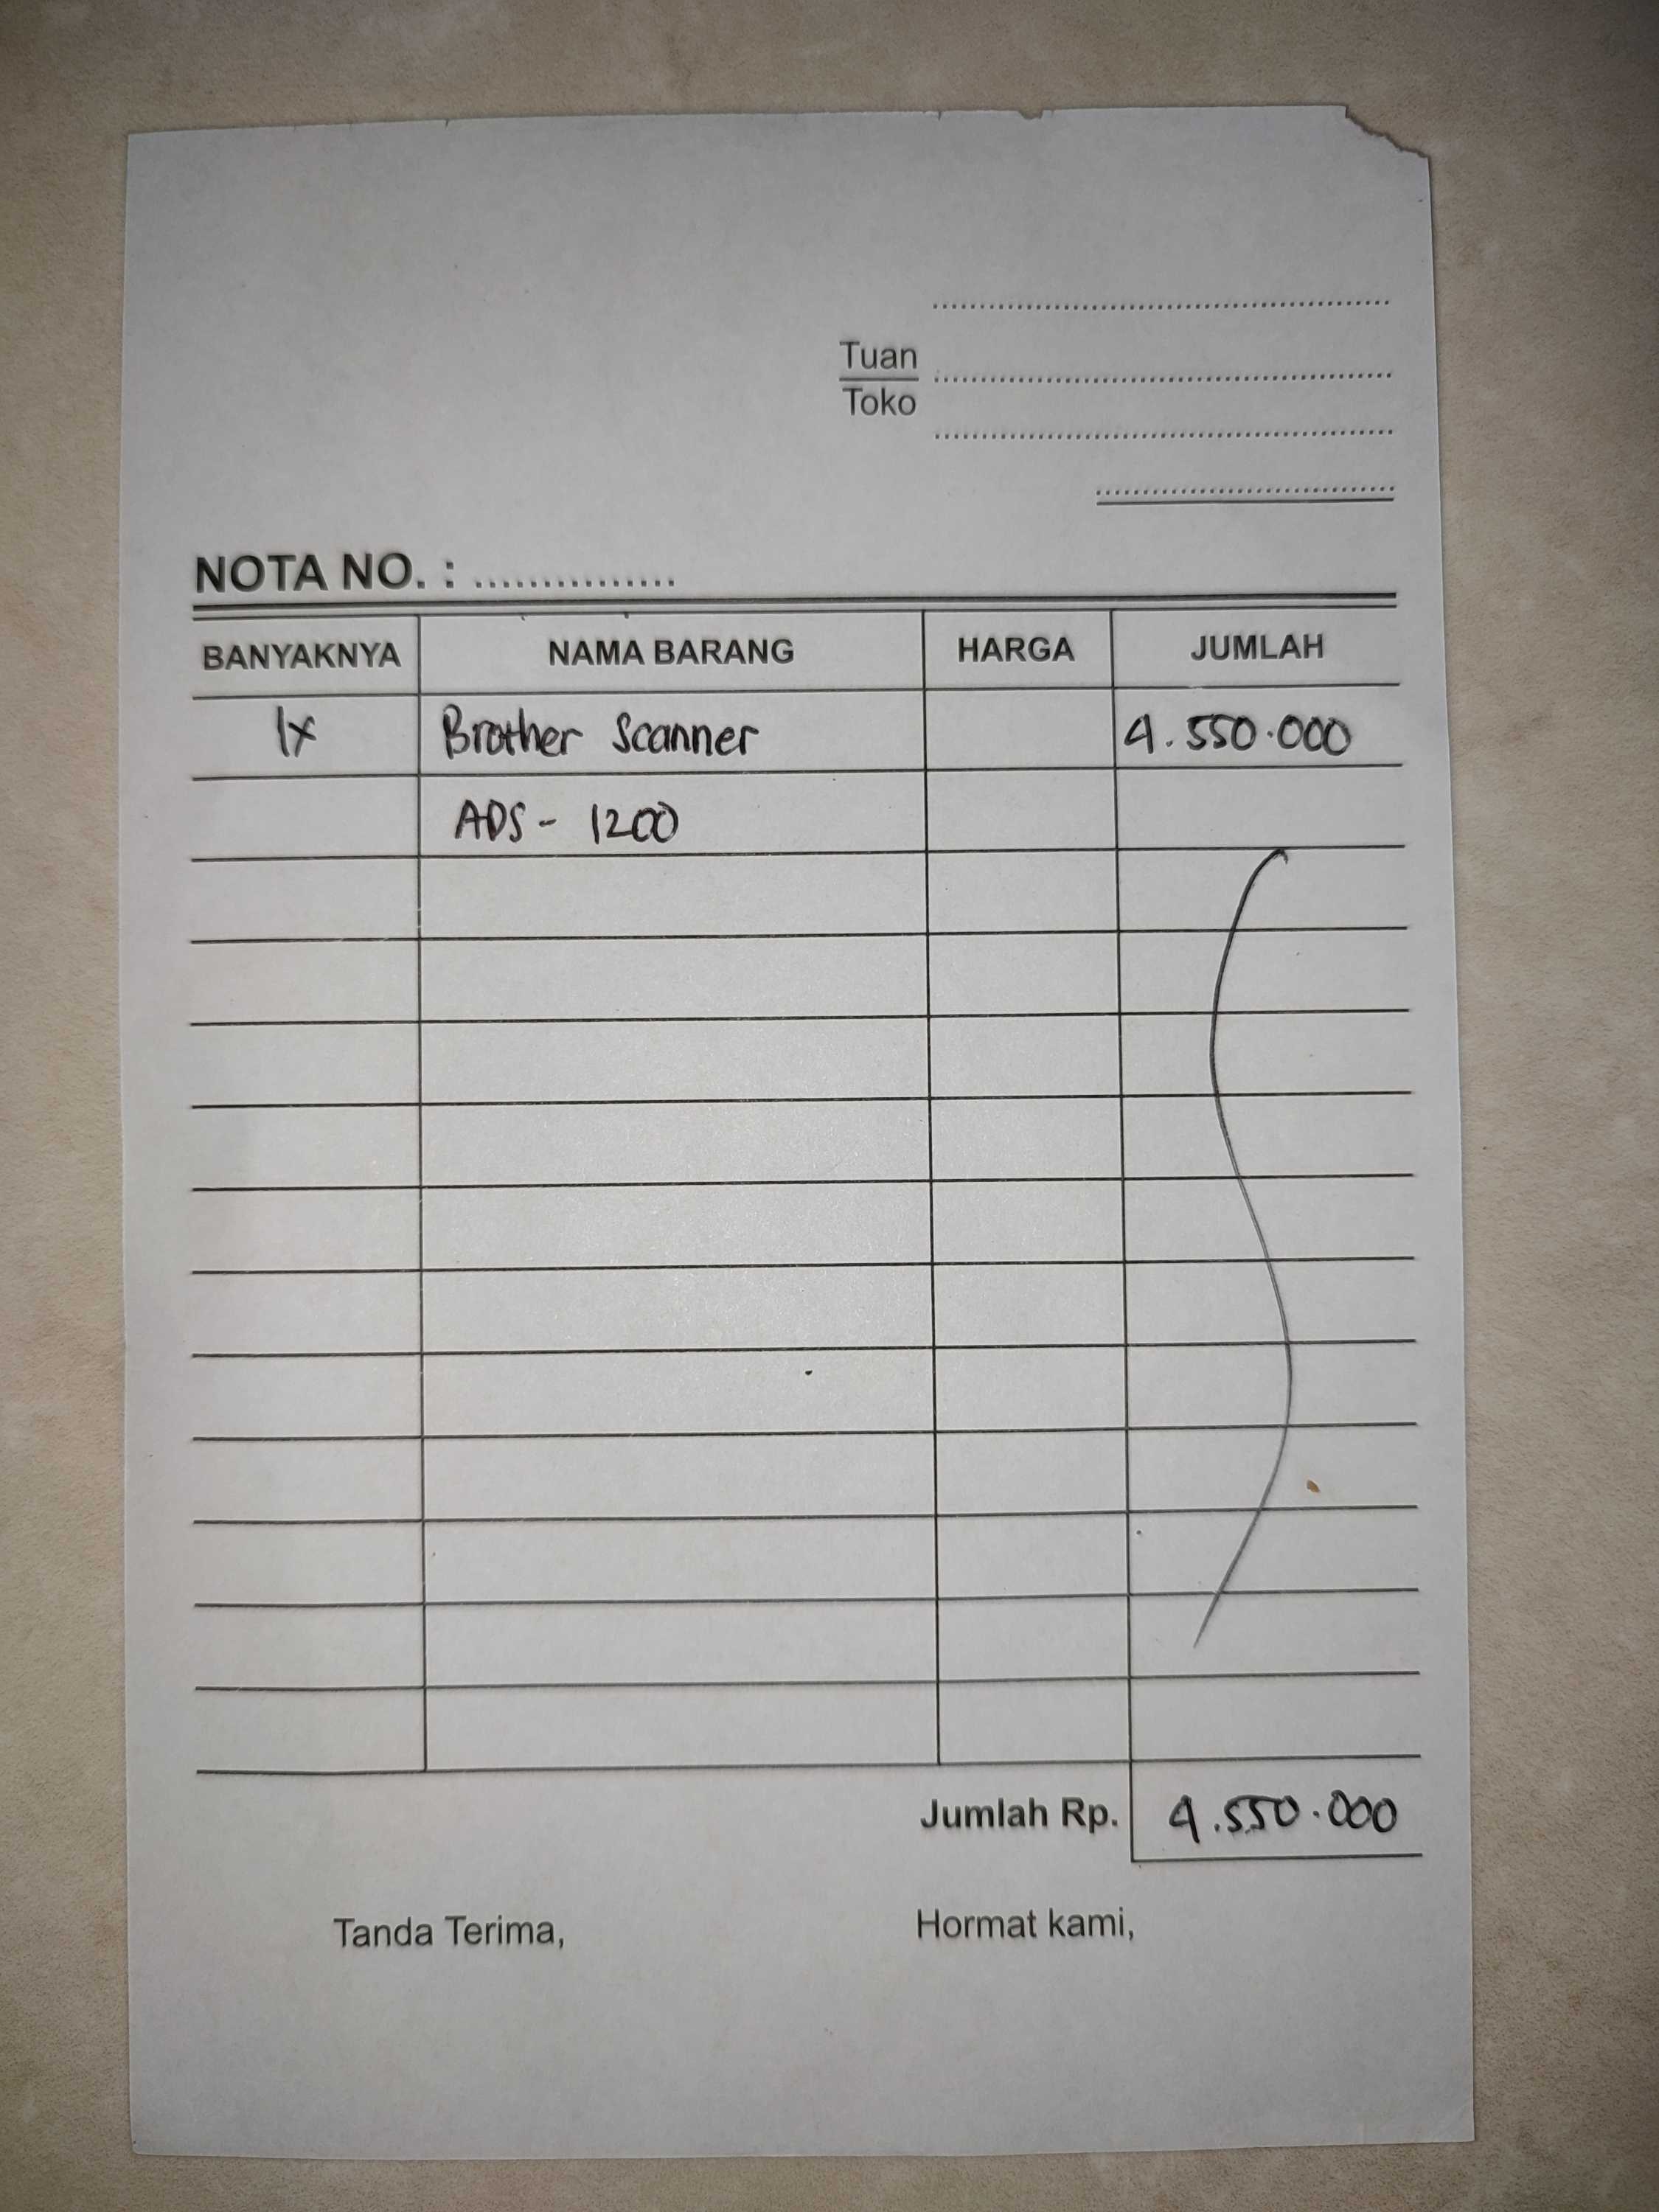 Tuan
Toko
NOTA NO. : ...............
BANYAKNYA NAMA BARANG HARGA JUMLAH
1x Brother Scanner 4.550.000
ADS - 1200
Jumlah Rp. 4.550.000
Tanda Terima, Hormat kami,